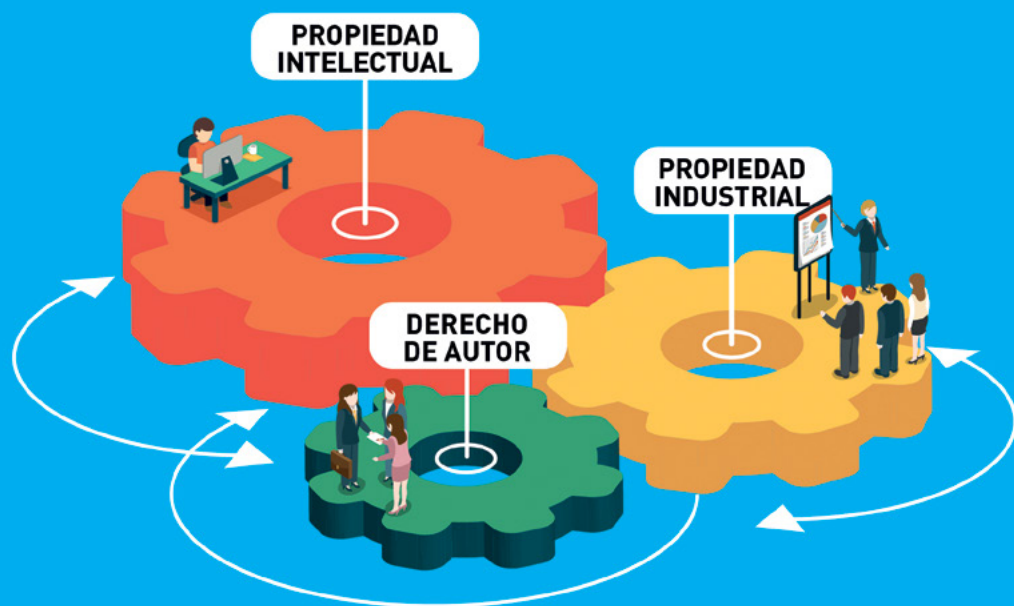 PROPIEDAD
INTELECTUAL
PROPIEDAD
INDUSTRIAL
DERECHO
DE AUTOR